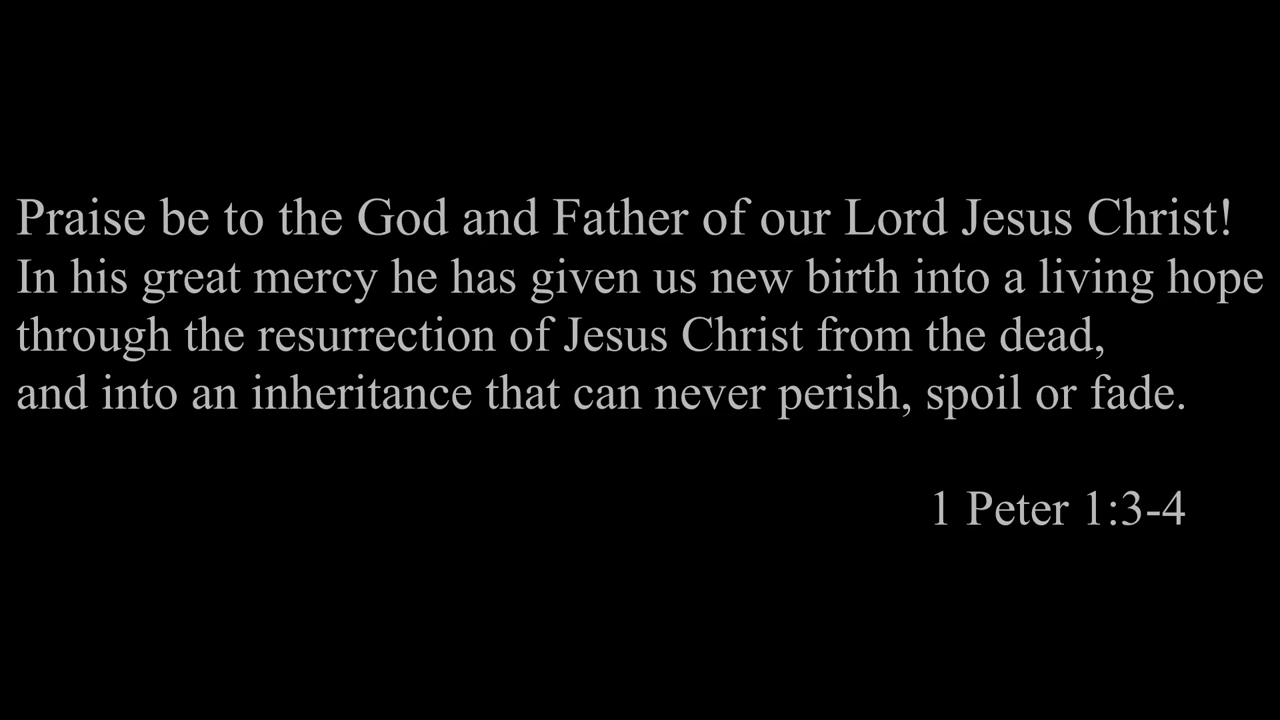 Praise be to the God and Father of our Lord Jesus Christ!
In his great mercy he has given us new birth into a living hope
through the resurrection of Jesus Christ from the dead,
and into an inheritance that can never perish, spoil or fade.
1 Peter 1:3-4